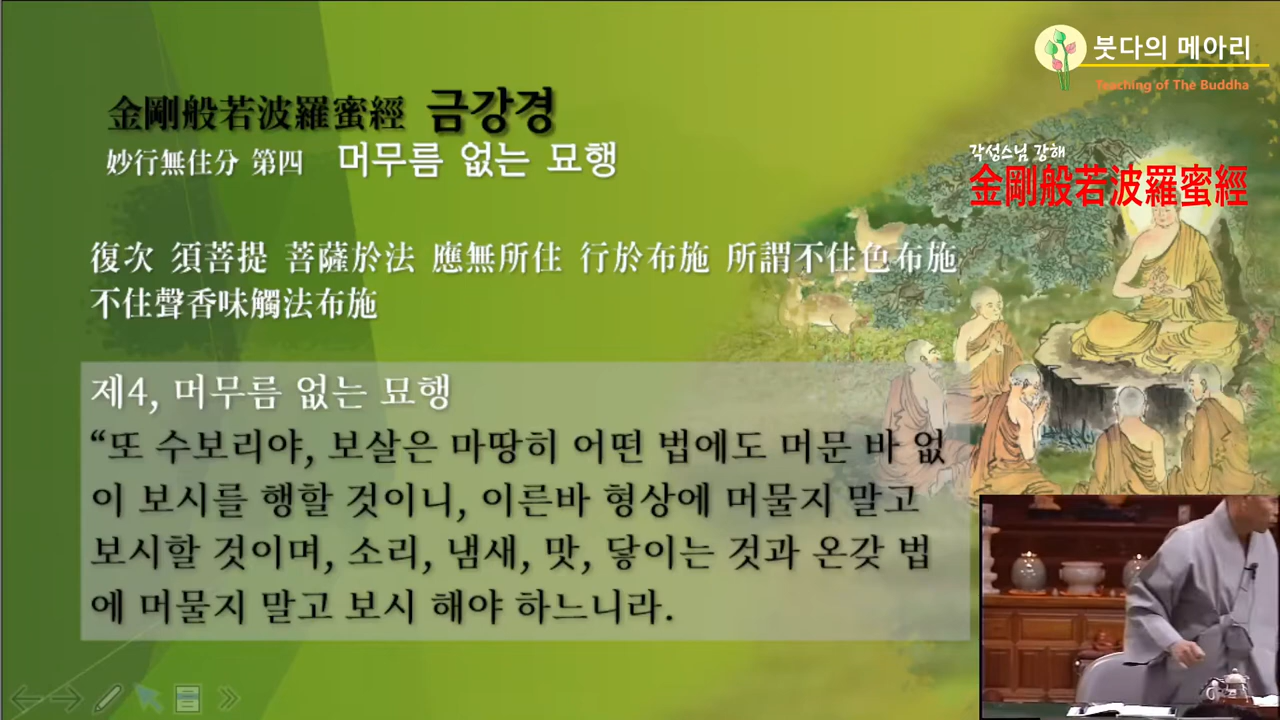 붓다의 메아리
Teaching of The Buddha
金剛般若波羅蜜經 금강경
妙行無住分 第四 머무름 없는 묘행
각성스님 강해
金剛般若波羅蜜經
復次 須菩提 菩薩於法 應無所住 行於布施 所謂不住色布施
不住聲香味觸法布施
제4, 머무름 없는 묘행
“또 수보리야, 보살은 마땅히 어떤 법에도 머문 바 없
이 보시를 행할 것이니, 이른바 형상에 머물지 말고
보시할 것이며, 소리, 냄새, 맛, 닿이는 것과 온갖 법
에 머물지 말고 보시 해야 하느니라.